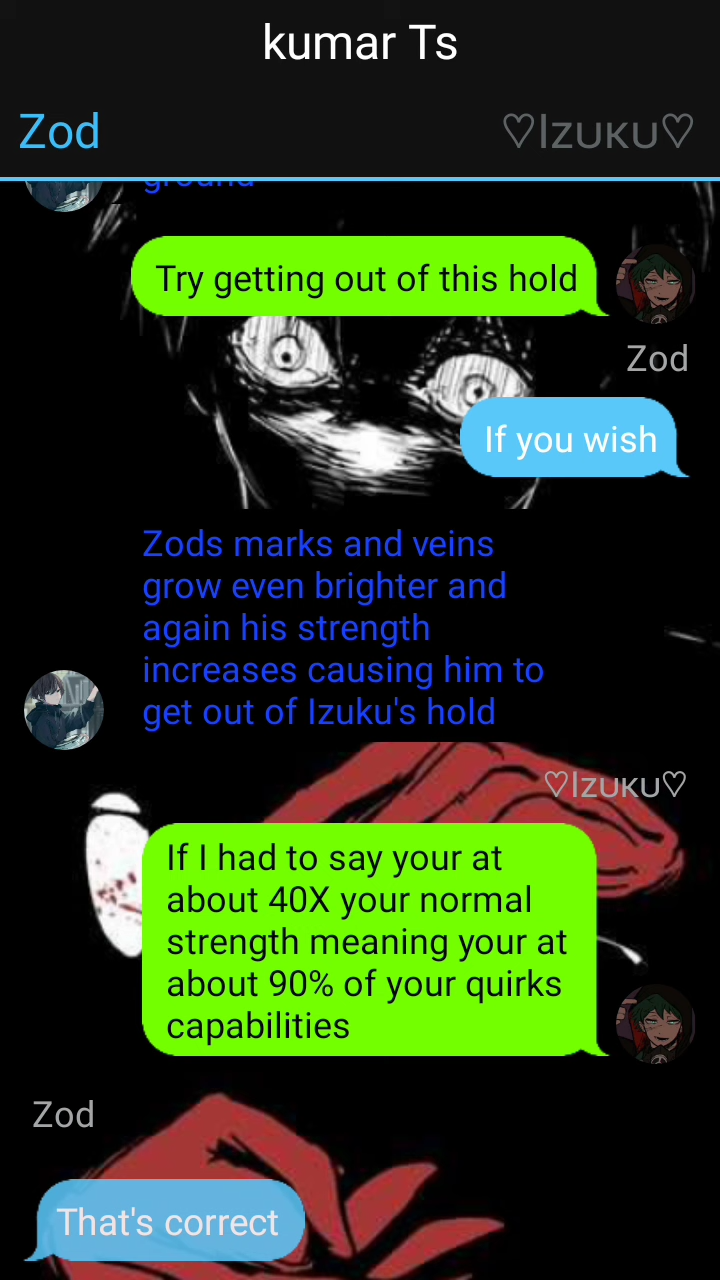 kumar Ts
Zod
♡Izuku♡
ground
Try getting out of this hold
Zod
If you wish
Zods marks and veins
grow even brighter and
again his strength
increases causing him to
get out of Izuku's hold
♡Izuku♡
If I had to say your at
about 40X your normal
strength meaning your at
about 90% of your quirks
capabilities
Zod
That's correct